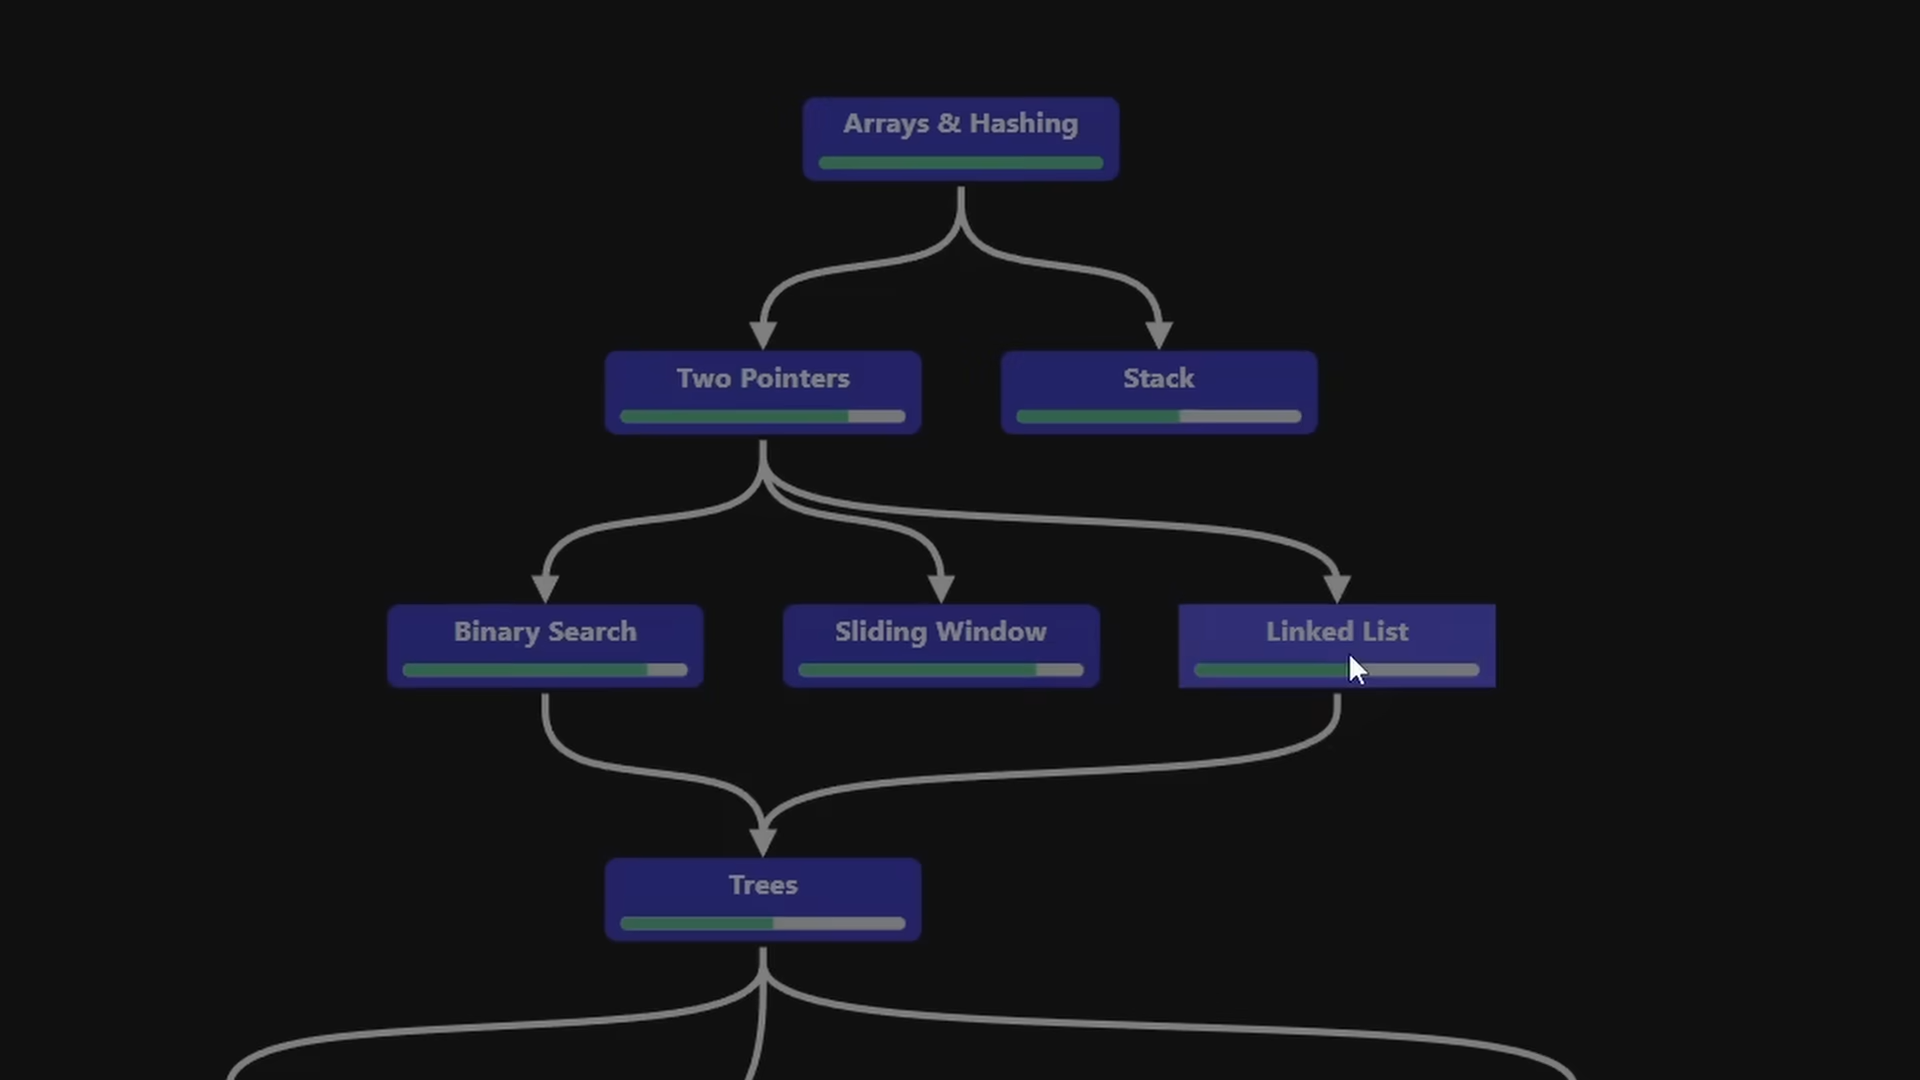 Arrays & Hashing
Two Pointers
Stack
Binary Search
Sliding Window
Linked List
Trees